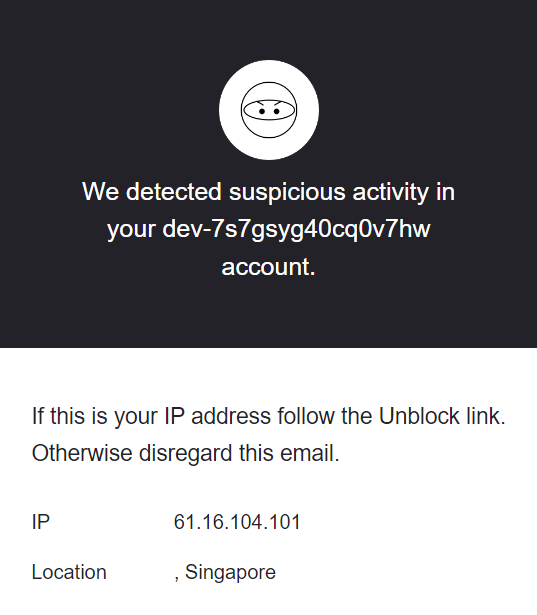 We detected suspicious activity in
your dev-7s7gsyg40cq0v7hw
account.
If this is your IP address follow the Unblock link.
Otherwise disregard this email.
IP 61.16.104.101
Location , Singapore